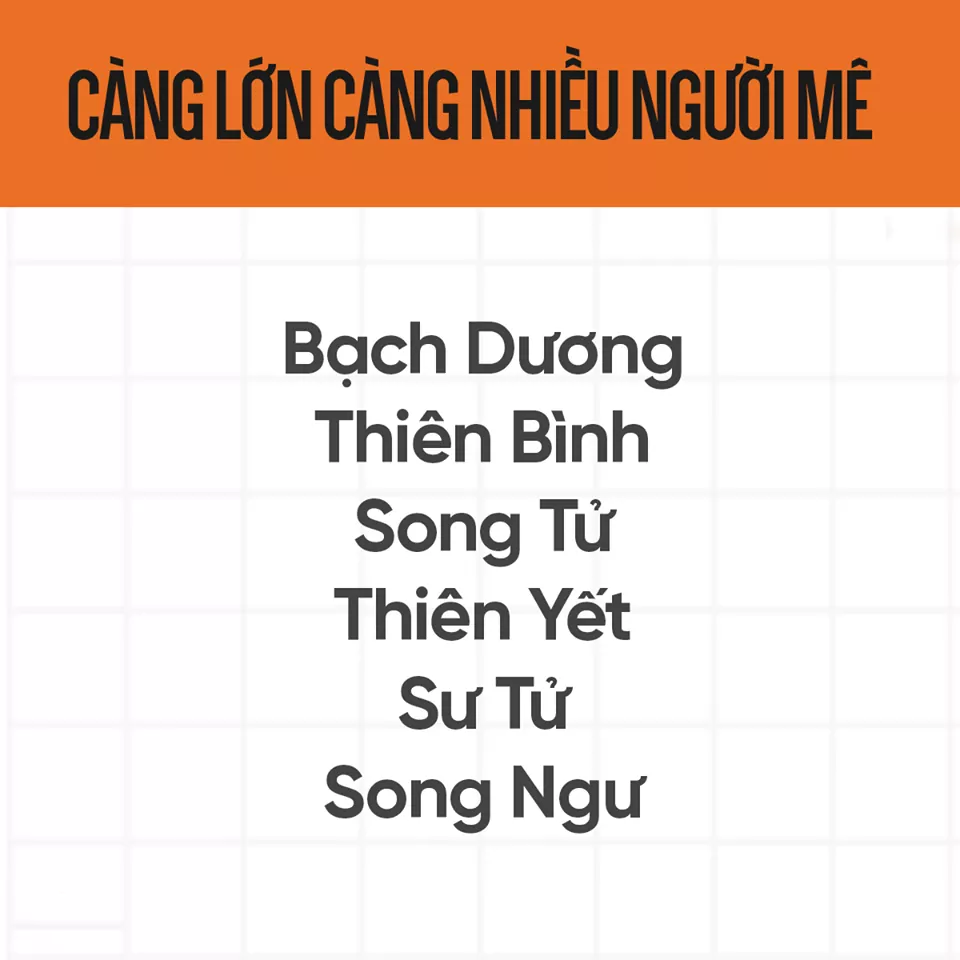 CÀNG LỚN CÀNG NHIỀU NGƯỜI MÊ
Bạch Dương
Thiên Bình
Song Tử
Thiên Yết
Sư Tử
Song Ngư